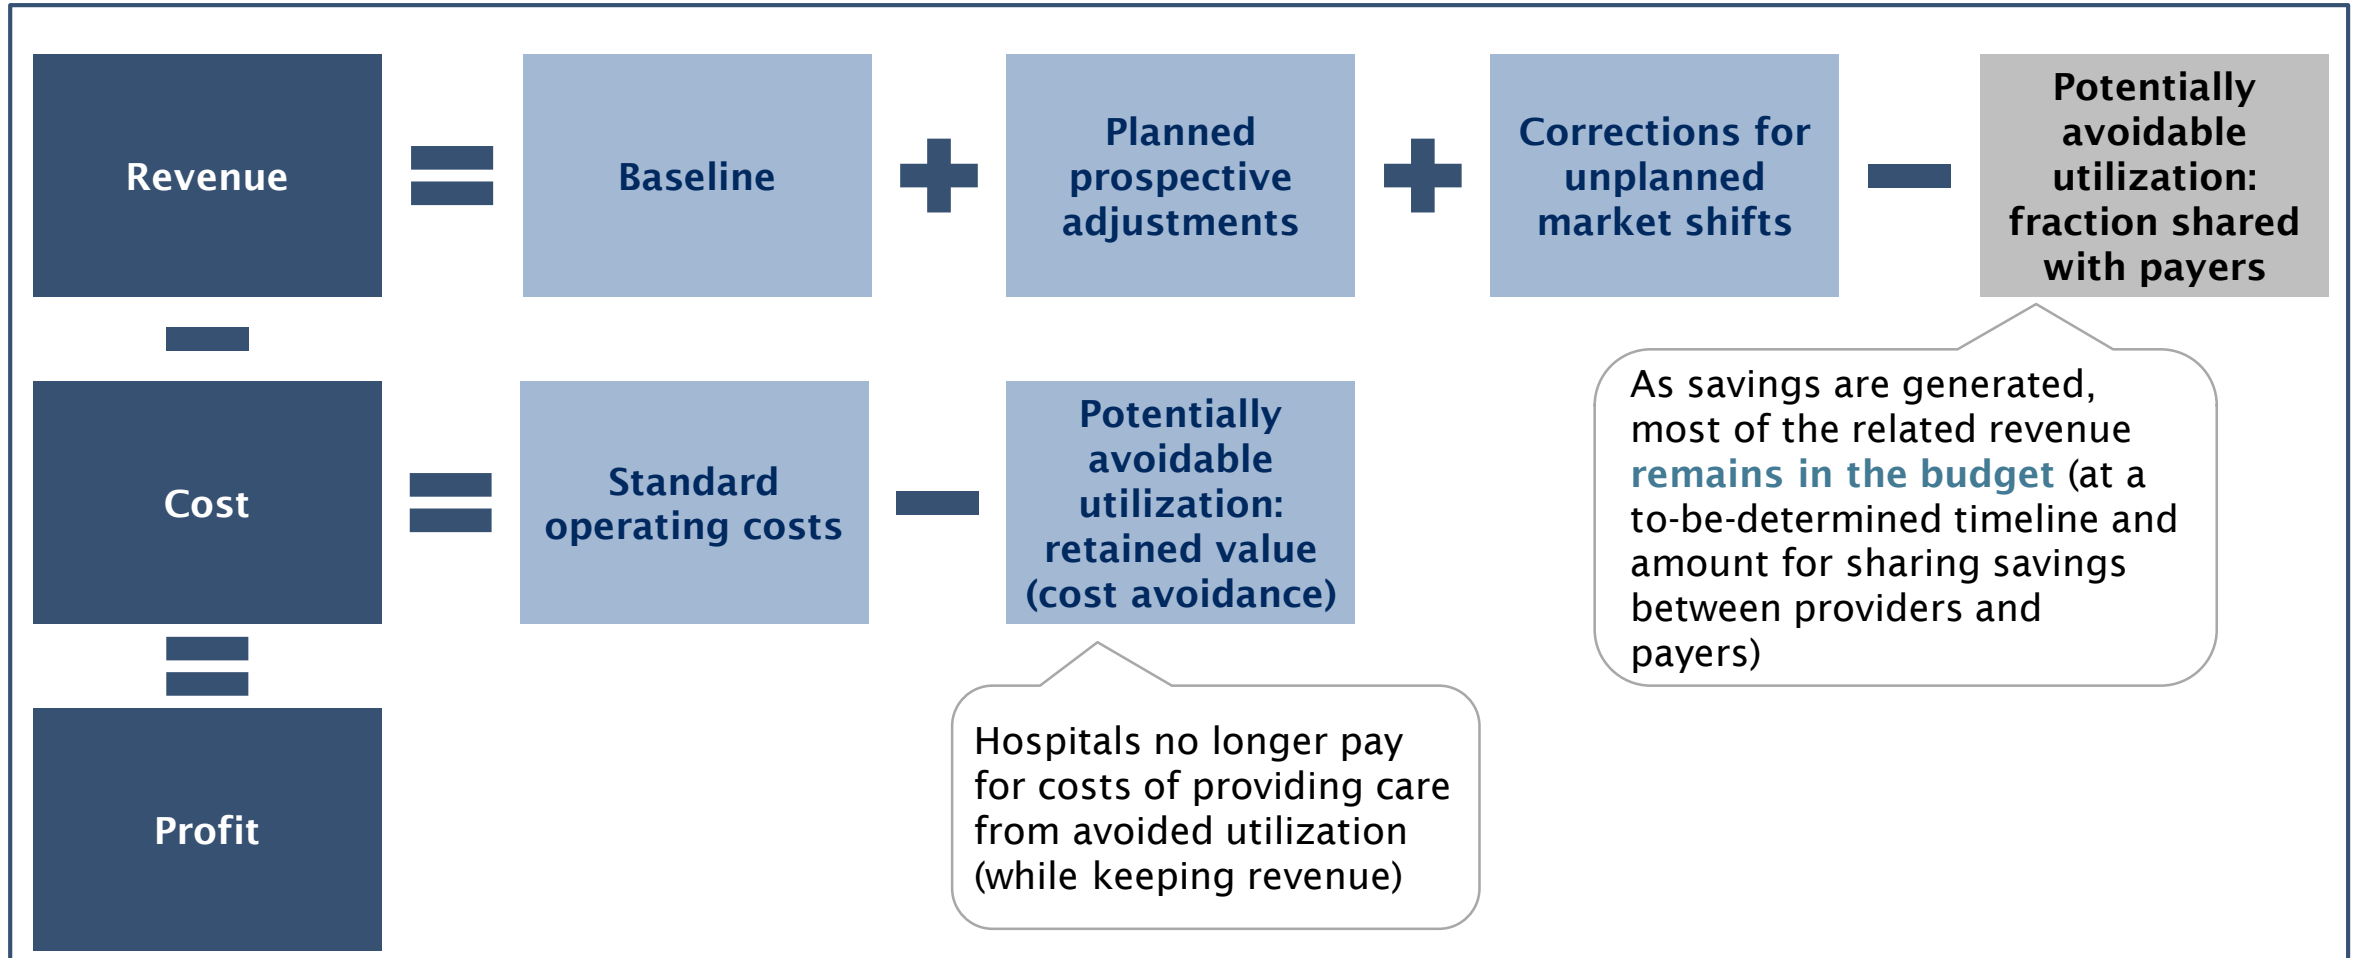 Revenue
Baseline
Planned
prospective
adjustments
Corrections for
unplanned
market shifts
Potentially
avoidable
utilization:
fraction shared
with payers
Cost
Standard
operating costs
Potentially
avoidable
utilization:
retained value
(cost avoidance)
As savings are generated,
most of the related revenue
remains in the budget (at a
to-be-determined timeline and
amount for sharing savings
between providers and
payers)
Hospitals no longer pay
for costs of providing care
from avoided utilization
(while keeping revenue)
Profit